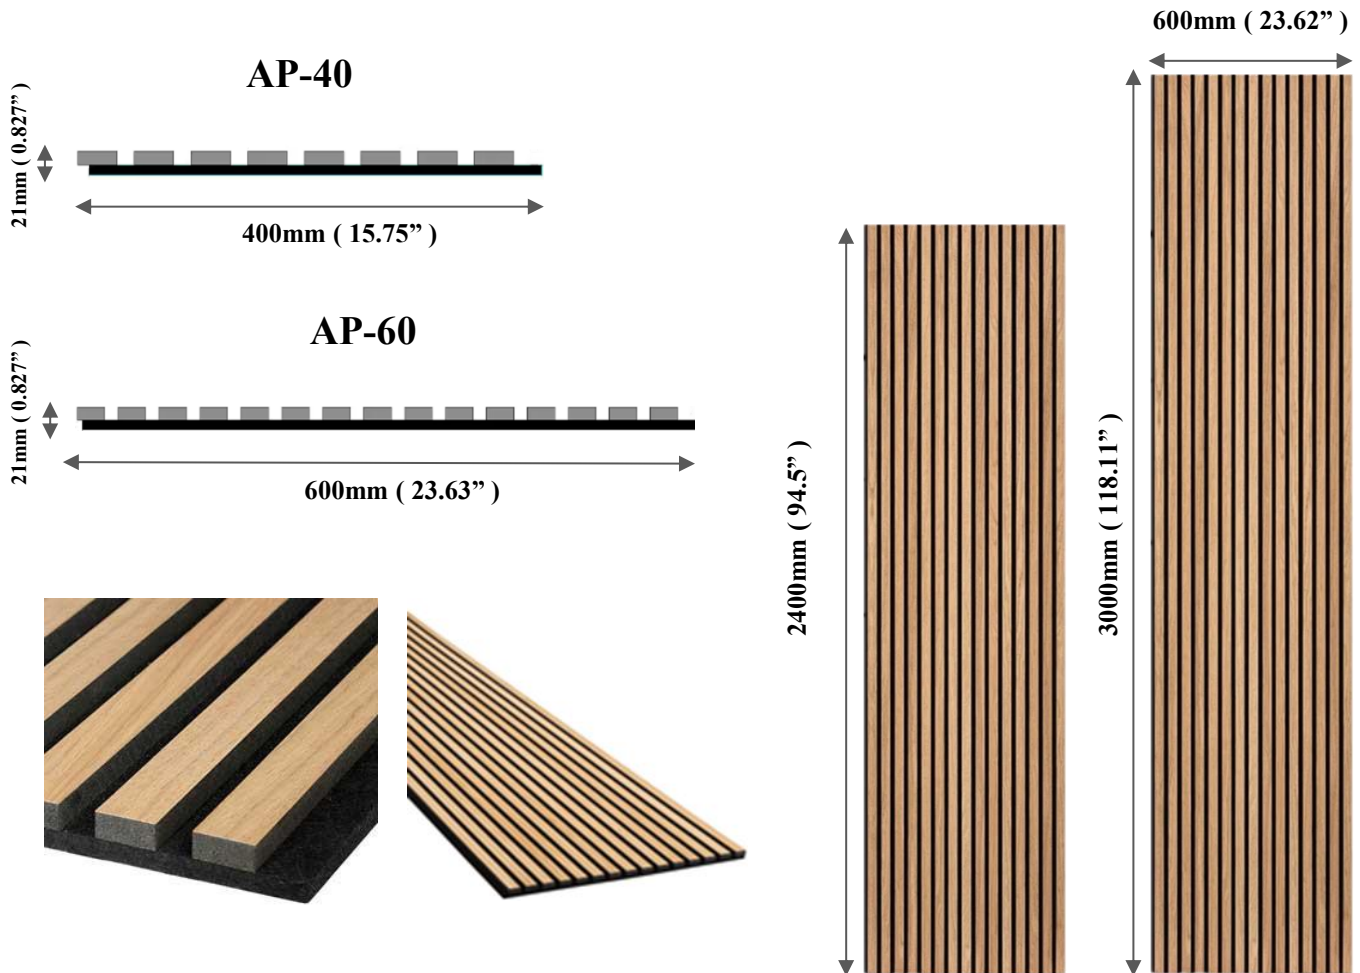 600mm ( 23.62” )
AP-40
21mm ( 0.827” )
400mm ( 15.75” )
AP-60
21mm ( 0.827” )
600mm ( 23.63” )
2400mm ( 94.5” )
3000mm ( 118.11” )